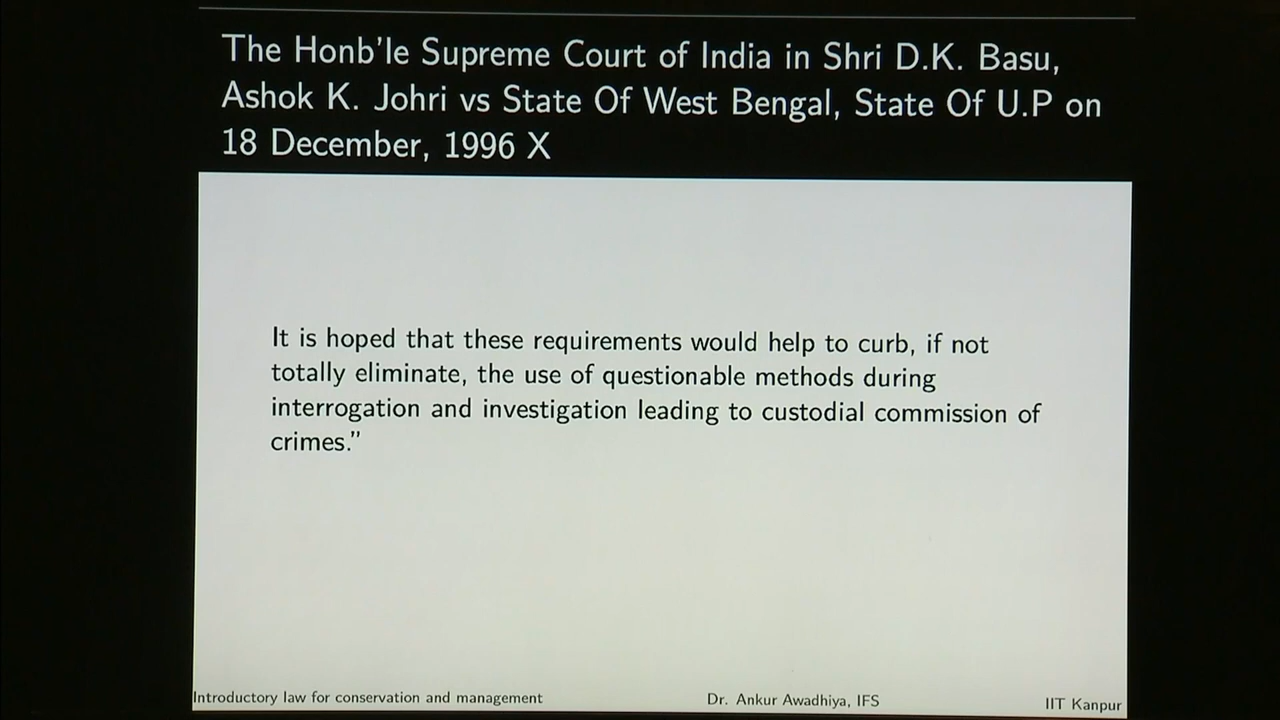 The Honb'le Supreme Court of India in Shri D.K. Basu,
Ashok K. Johri vs State Of West Bengal, State Of U.P on
18 December, 1996 X
It is hoped that these requirements would help to curb, if not
totally eliminate, the use of questionable methods during
interrogation and investigation leading to custodial commission of
crimes.”
Introductory law for conservation and management
Dr. Ankur Awadhiya, IFS
IIT Kanpur